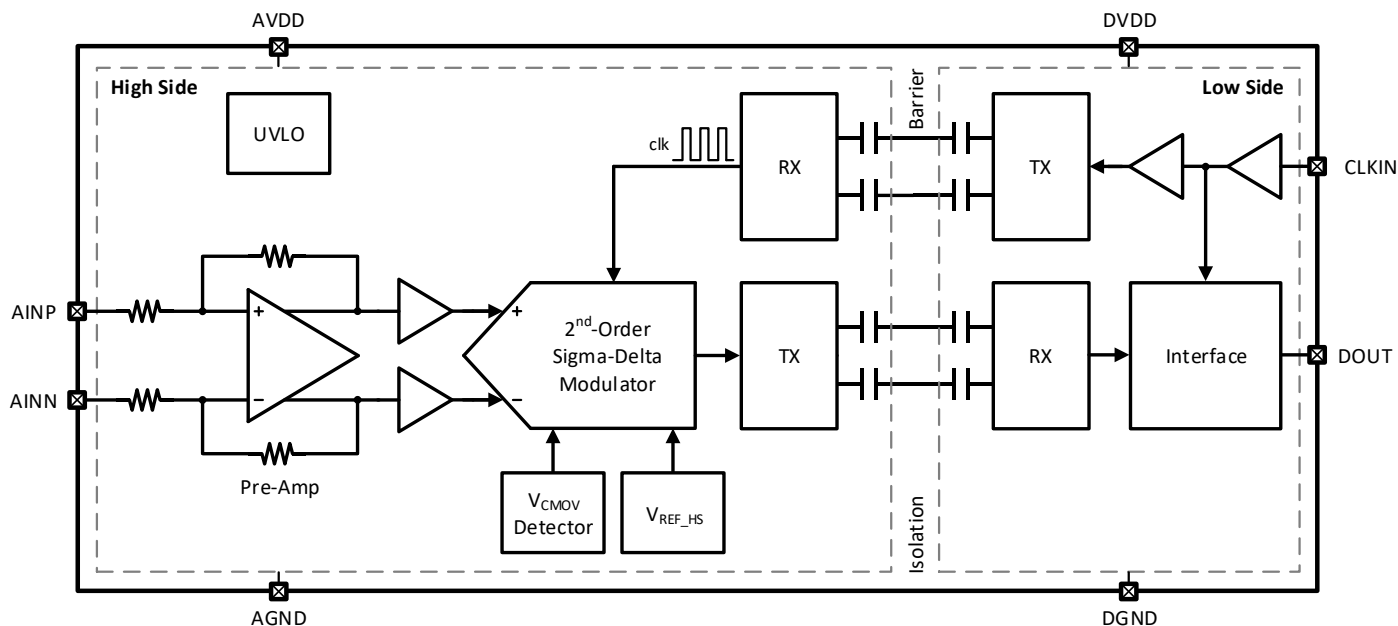 AVDD
DVDD
High Side
Low Side
UVLO
Barrier
clk
RX
TX
CLKIN
AINP
+
+
2nd-Order
Sigma-Delta
Modulator
TX
RX
Interface
DOUT
AINN
−
−
Pre-Amp
VCMOV
Detector
VREF_HS
Isolation
AGND
DGND